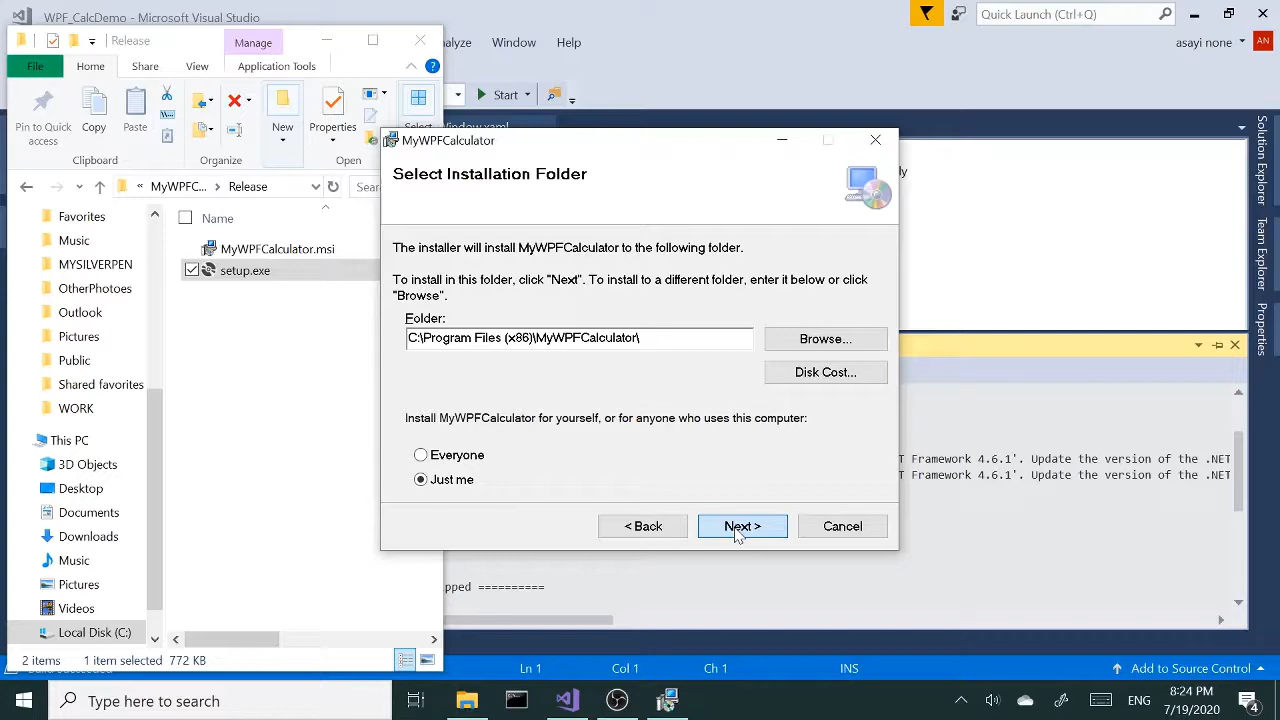 WPF_CalcDemo - Microsoft Visual Studio
Quick Launch (Ctrl+Q)
Release
Manage
Window
Help
asayi none
AN
File
Home
Share
View
Application Tools
Start
Pin to Quick
access
Copy
Paste
New
Properties
Clipboard
Organize
Open
MyWPFC...
Release
Name
Favorites
Music
MYSILVERPEN
OtherPhotoes
Outlook
Pictures
Public
Shared favorites
WORK
This PC
3D Objects
Desktop
Documents
Downloads
Music
Pictures
Videos
Local Disk (C:)
MyWPFCalculator.msi
setup.exe
2 items
1 item selected
772 KB
MyWPFCalculator
Select Installation Folder
The installer will install MyWPFCalculator to the following folder.
To install in this folder, click "Next". To install to a different folder, enter it below or click
"Browse".
Folder:
C:\Program Files (x86)\MyWPFCalculator\
Browse...
Disk Cost...
Install MyWPFCalculator for yourself, or for anyone who uses this computer:
Everyone
Just me
< Back
Next >
Cancel
Solution Explorer
Team Explorer
Properties
T Framework 4.6.1'. Update the version of the .NET
T Framework 4.6.1'. Update the version of the .NET
pped ==========
Ln 1
Col 1
Ch 1
INS
Add to Source Control
Type here to search
ENG
8:24 PM
7/19/2020
4